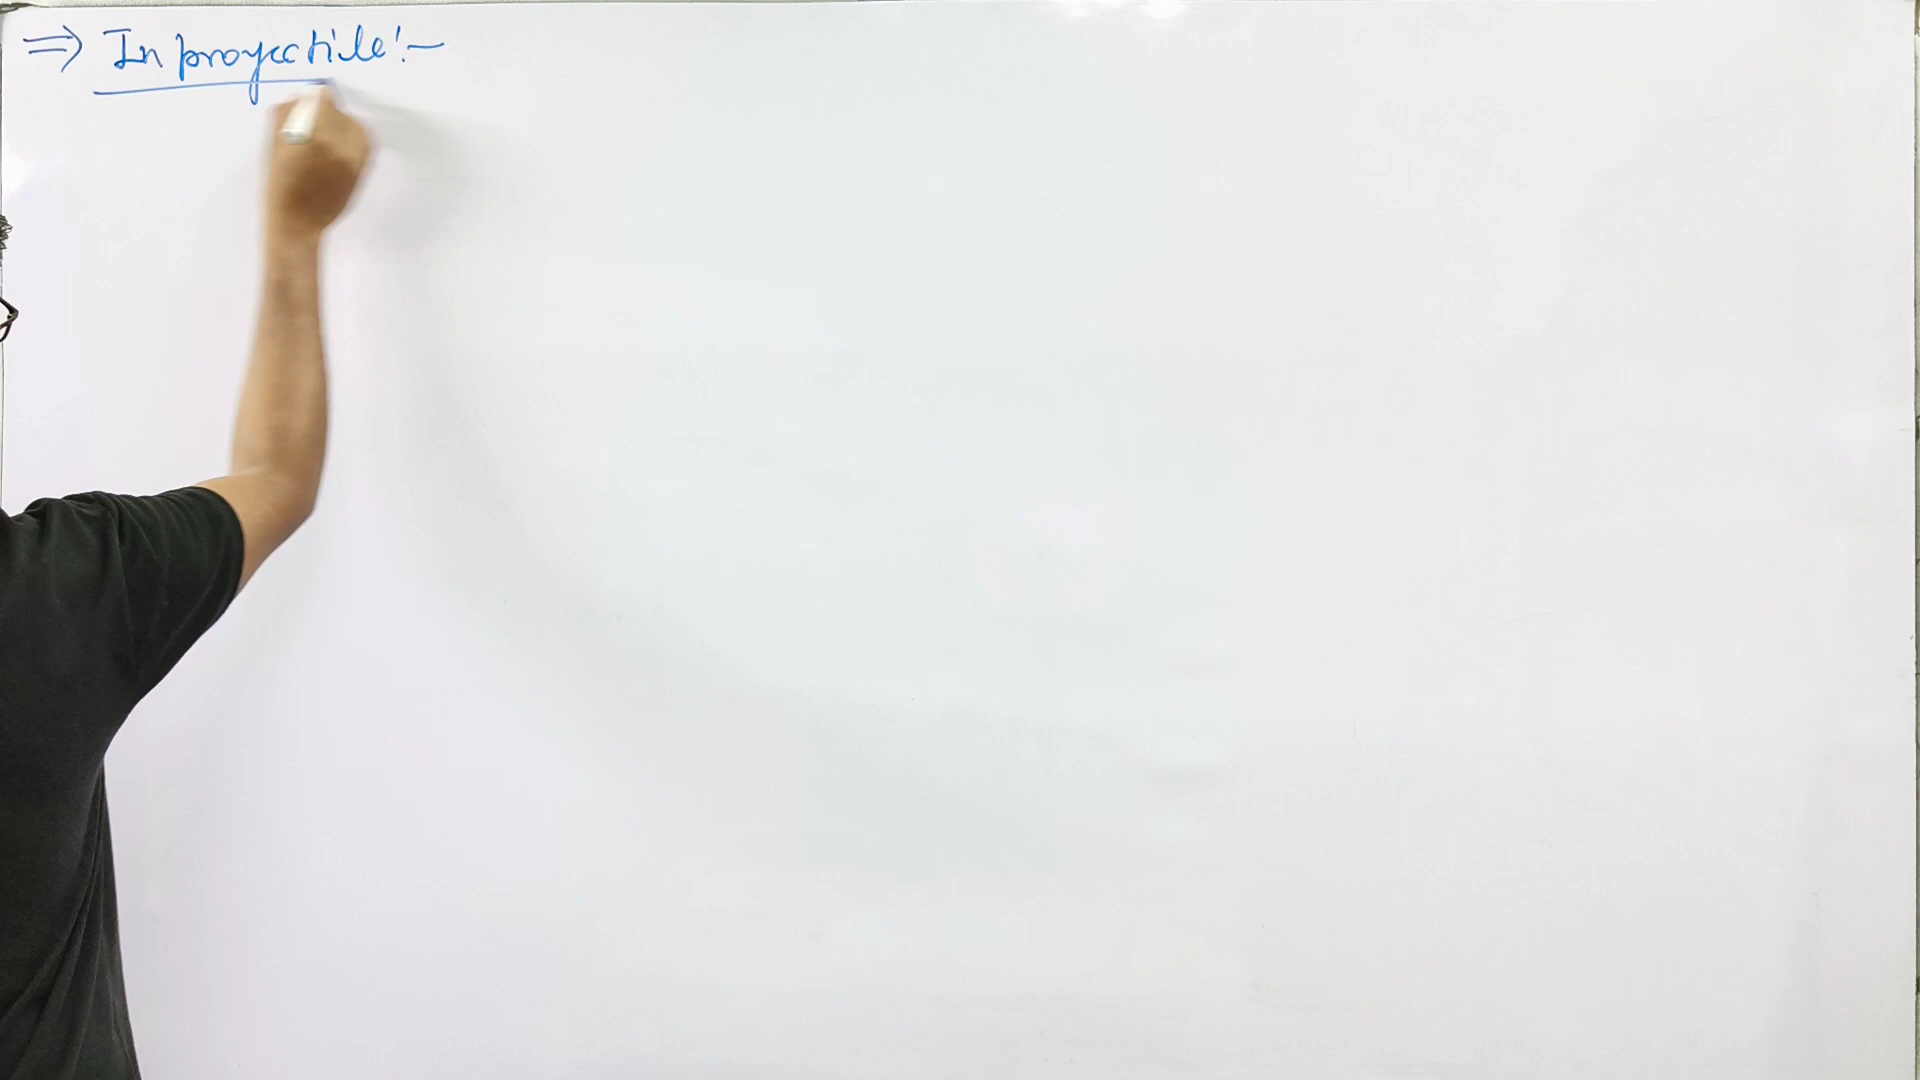 ⇒ In projectile:-